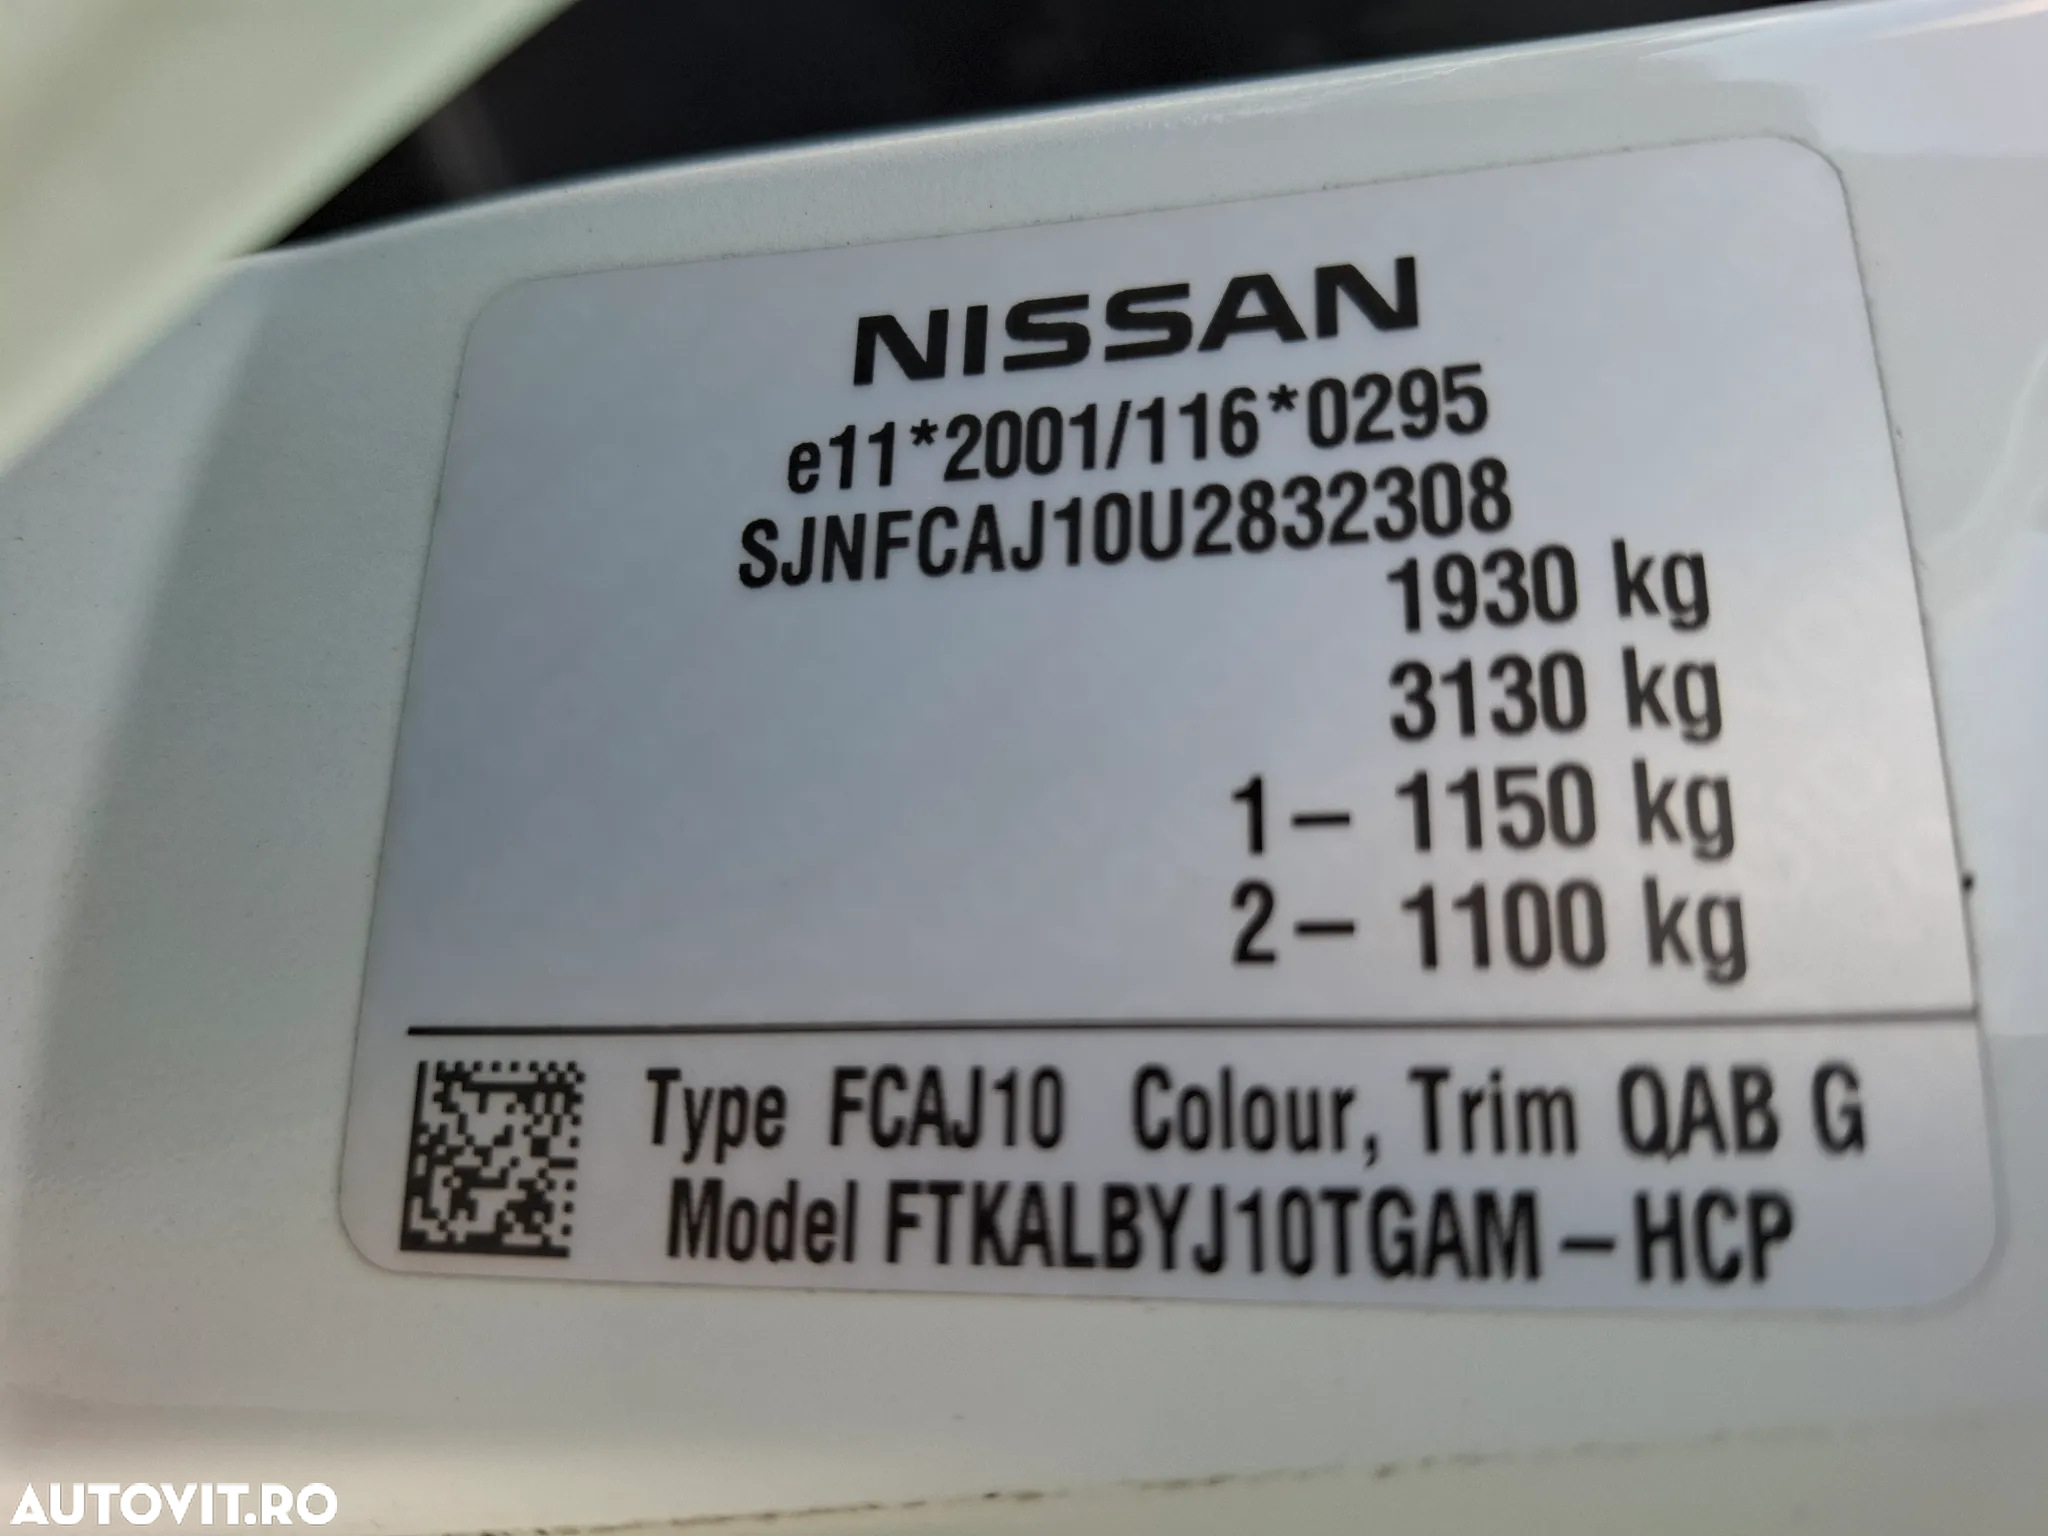 NISSAN
e11*2001/116*0295
SJNFCAJ10U2832308
1930 kg
3130 kg
1– 1150 kg
2– 1100 kg
Type FCAJ10 Colour, Trim QAB G
Model FTKALBYJ10TGAM–HCP
AUTOVIT.RO